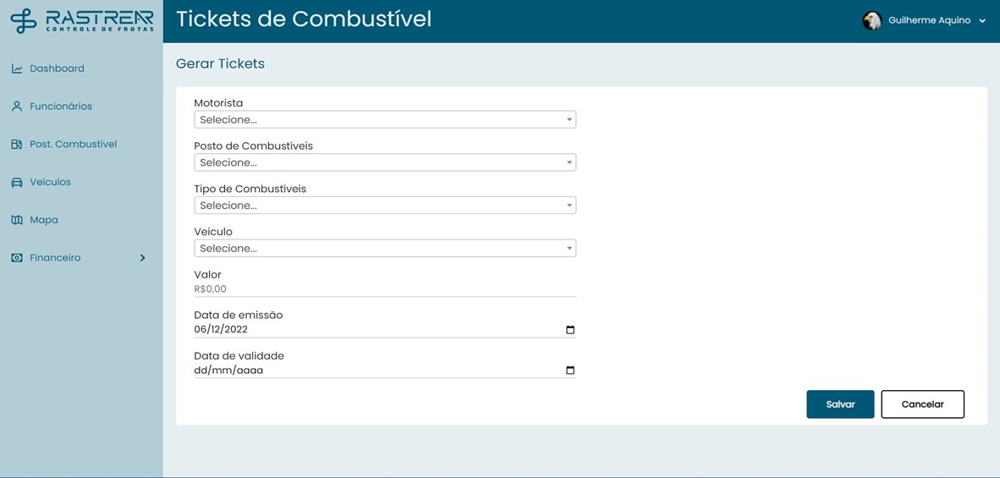 RASTREAR
CONTROLE DE FROTAS
Tickets de Combustível
Guilherme Aquino
Dashboard
Funcionários
Post. Combustível
Veículos
Mapa
Financeiro
Gerar Tickets
Motorista
Selecione...
Posto de Combustíveis
Selecione...
Tipo de Combustíveis
Selecione...
Veiculo
Selecione...
Valor
R$0,00
Data de emissão
06/12/2022
Data de validade
dd/mm/aaaa
Salvar
Cancelar